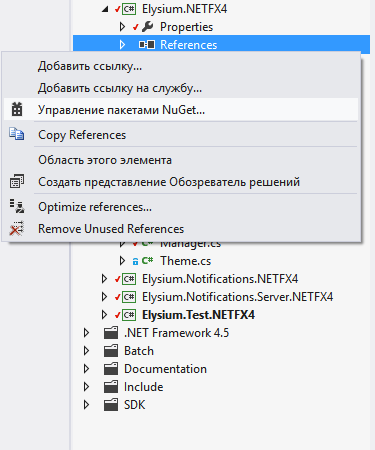 C# Elysium.NETFX4
Properties
References
Добавить ссылку...
Добавить ссылку на службу...
Управление пакетами NuGet...
Copy References
Область этого элемента
Создать представление Обозреватель решений
Optimize references...
Remove Unused References
Manager.cs
C# Theme.cs
C# Elysium.Notifications.NETFX4
C# Elysium.Notifications.Server.NETFX4
C# Elysium.Test.NETFX4
.NET Framework 4.5
Batch
Documentation
Include
SDK